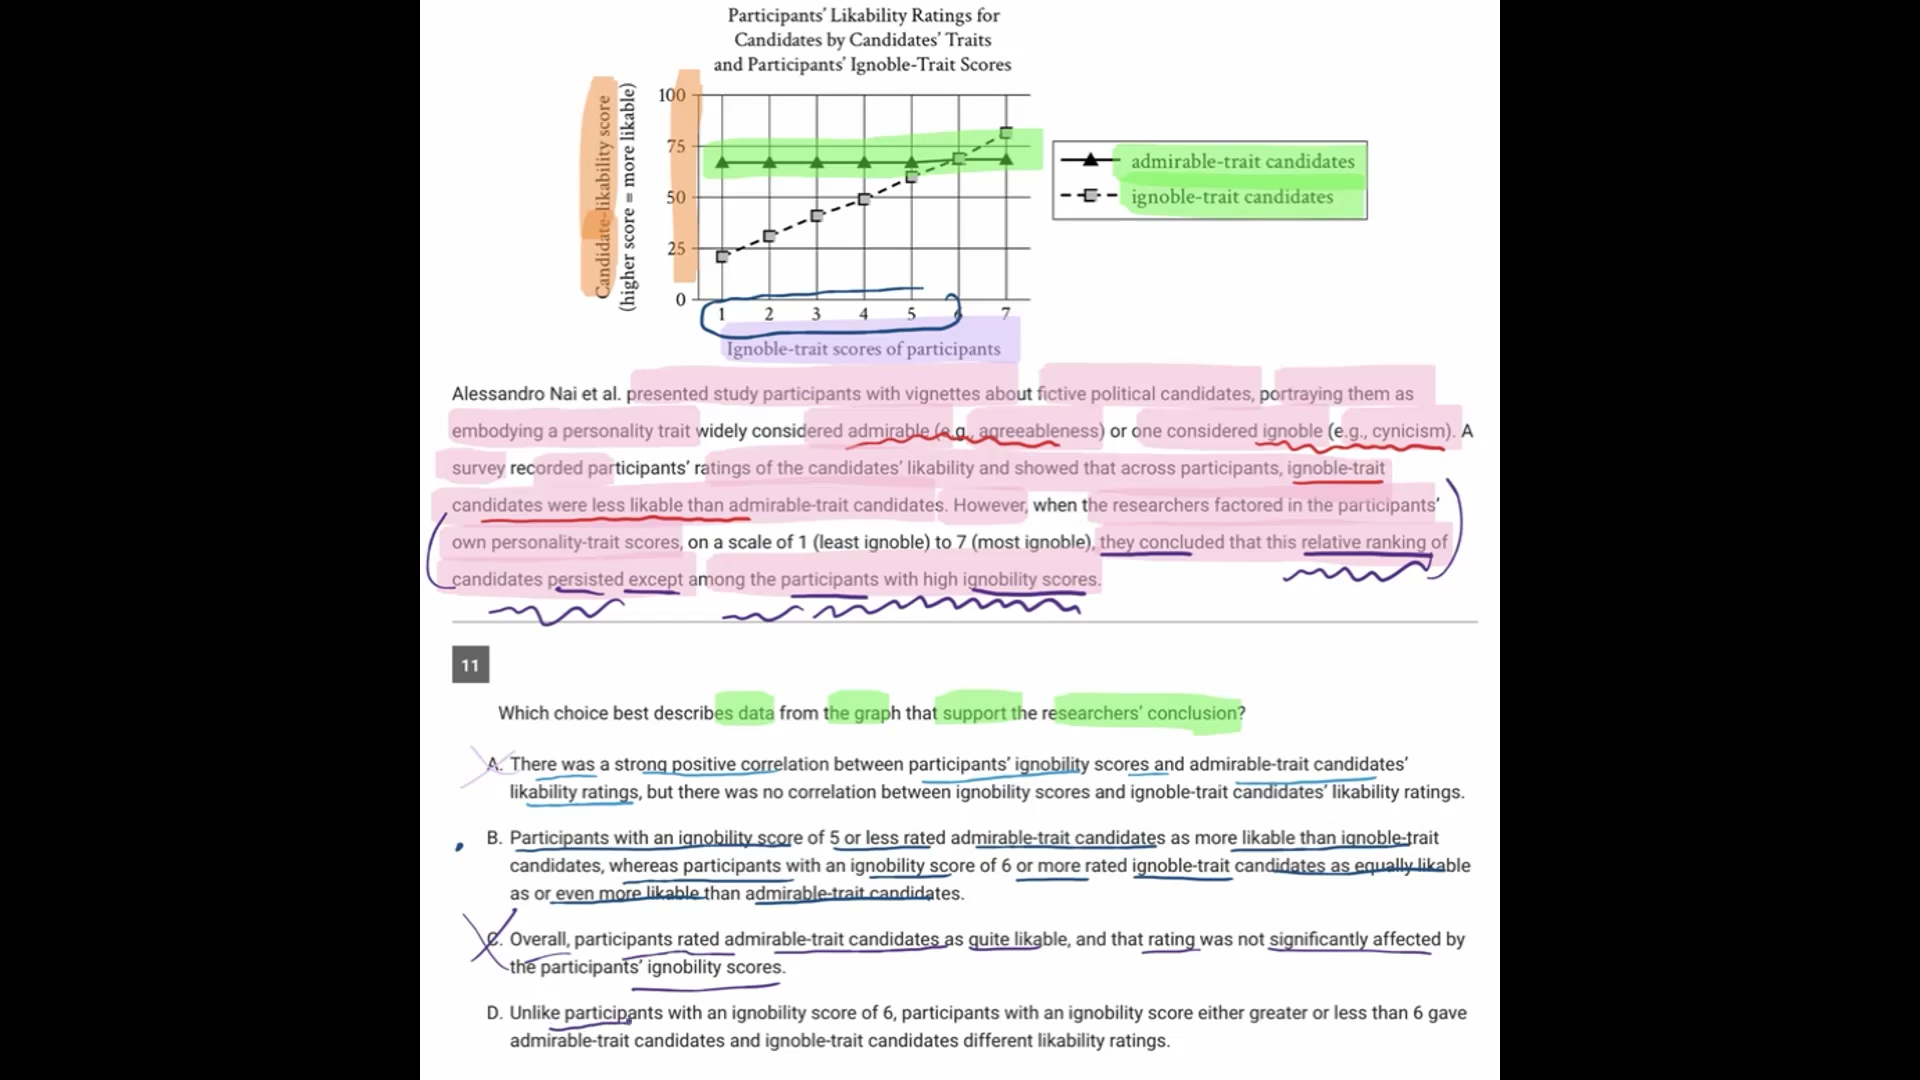 Participants' Likability Ratings for
Candidates by Candidates' Traits
and Participants' Ignoble-Trait Scores
Candidate-likability score
(higher score = more likable)
100
75
50
25
0
1 2 3 4 5 6 7
Ignoble-trait scores of participants
admirable-trait candidates
ignoble-trait candidates
Alessandro Nai et al. presented study participants with vignettes about fictive political candidates, portraying them as
embodying a personality trait widely considered admirable (e.g., agreeableness) or one considered ignoble (e.g., cynicism). A
survey recorded participants' ratings of the candidates' likability and showed that across participants, ignoble-trait
candidates were less likable than admirable-trait candidates. However, when the researchers factored in the participants'
own personality-trait scores, on a scale of 1 (least ignoble) to 7 (most ignoble), they concluded that this relative ranking of
candidates persisted except among the participants with high ignobility scores.
11
Which choice best describes data from the graph that support the researchers' conclusion?
A. There was a strong positive correlation between participants' ignobility scores and admirable-trait candidates'
likability ratings, but there was no correlation between ignobility scores and ignoble-trait candidates' likability ratings.
B. Participants with an ignobility score of 5 or less rated admirable-trait candidates as more likable than ignoble-trait
candidates, whereas participants with an ignobility score of 6 or more rated ignoble-trait candidates as equally likable
as or even more likable than admirable-trait candidates.
C. Overall, participants rated admirable-trait candidates as quite likable, and that rating was not significantly affected by
the participants' ignobility scores.
D. Unlike participants with an ignobility score of 6, participants with an ignobility score either greater or less than 6 gave
admirable-trait candidates and ignoble-trait candidates different likability ratings.